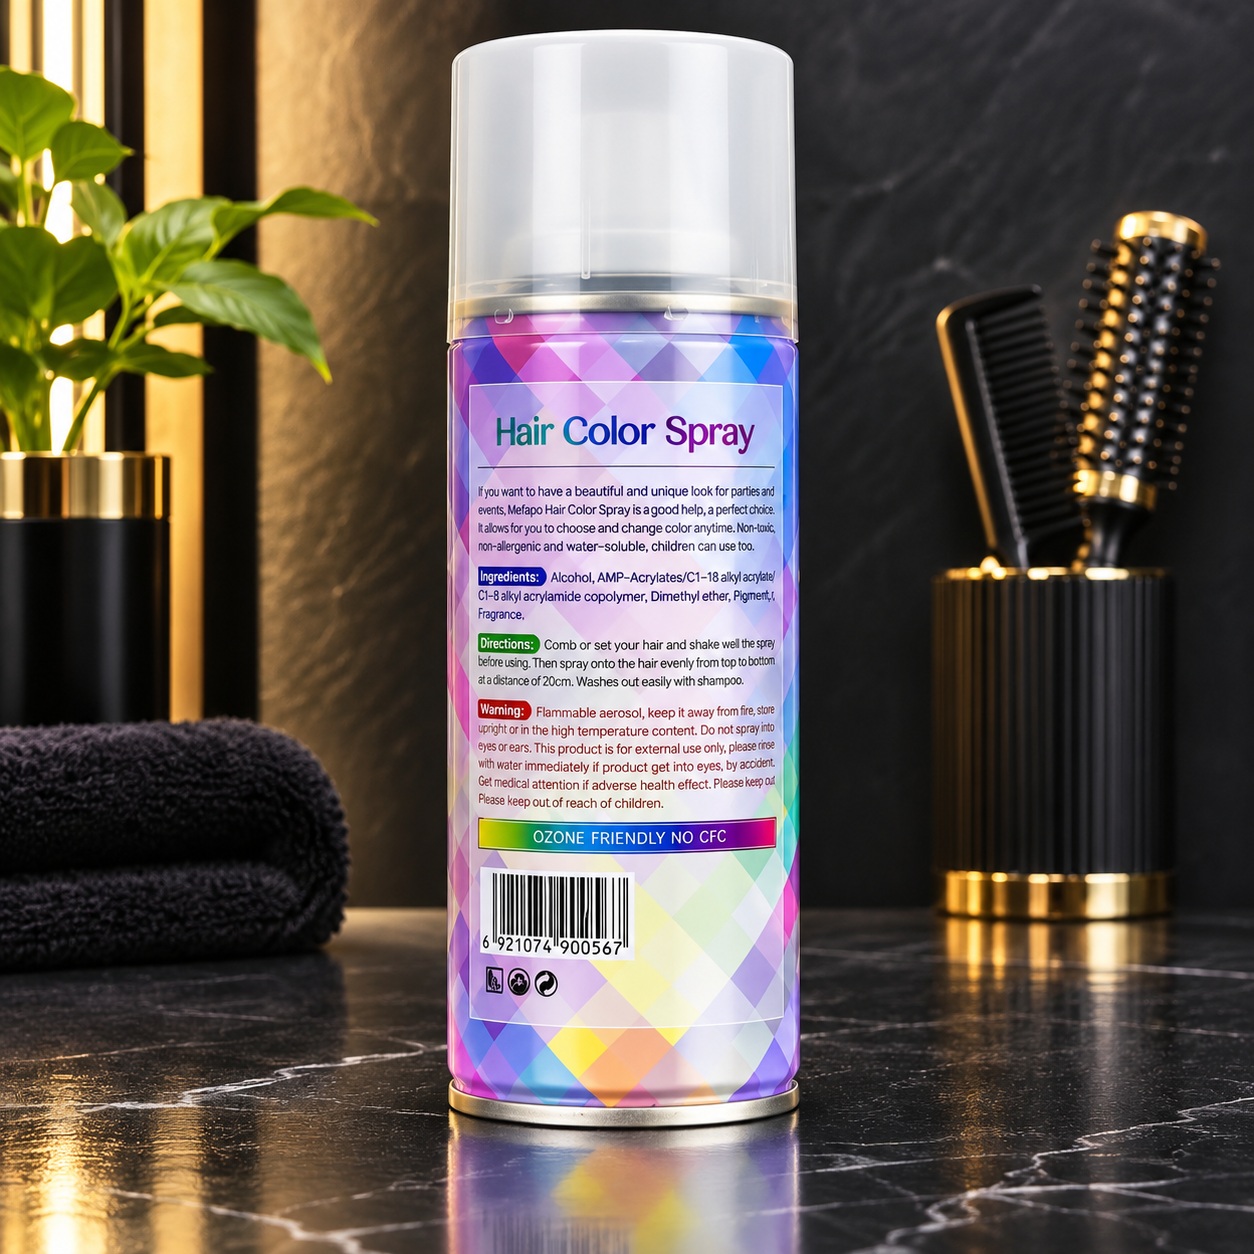 Hair Color Spray
If you want to have a beautiful and unique look for parties and
events, Mefapo Hair Color Spray is a good help, a perfect choice.
It allows for you to choose and change color anytime. Non-toxic,
non-allergenic and water-soluble, children can use too.
Ingredients: Alcohol, AMP-Acrylates/C1-18 alkyl acrylate/
C1-8 alkyl acrylamide copolymer, Dimethyl ether, Pigment,
Fragrance.
Directions: Comb or set your hair and shake well the spray
before using. Then spray onto the hair evenly from top to bottom
at a distance of 20cm. Washes out easily with shampoo.
Warning: Flammable aerosol, keep it away from fire, store
upright or in the high temperature content. Do not spray into
eyes or ears. This product is for external use only, please rinse
with water immediately if product get into eyes, by accident.
Get medical attention if adverse health effect. Please keep out
Please keep out of reach of children.
OZONE FRIENDLY NO CFC
6 921074 900567